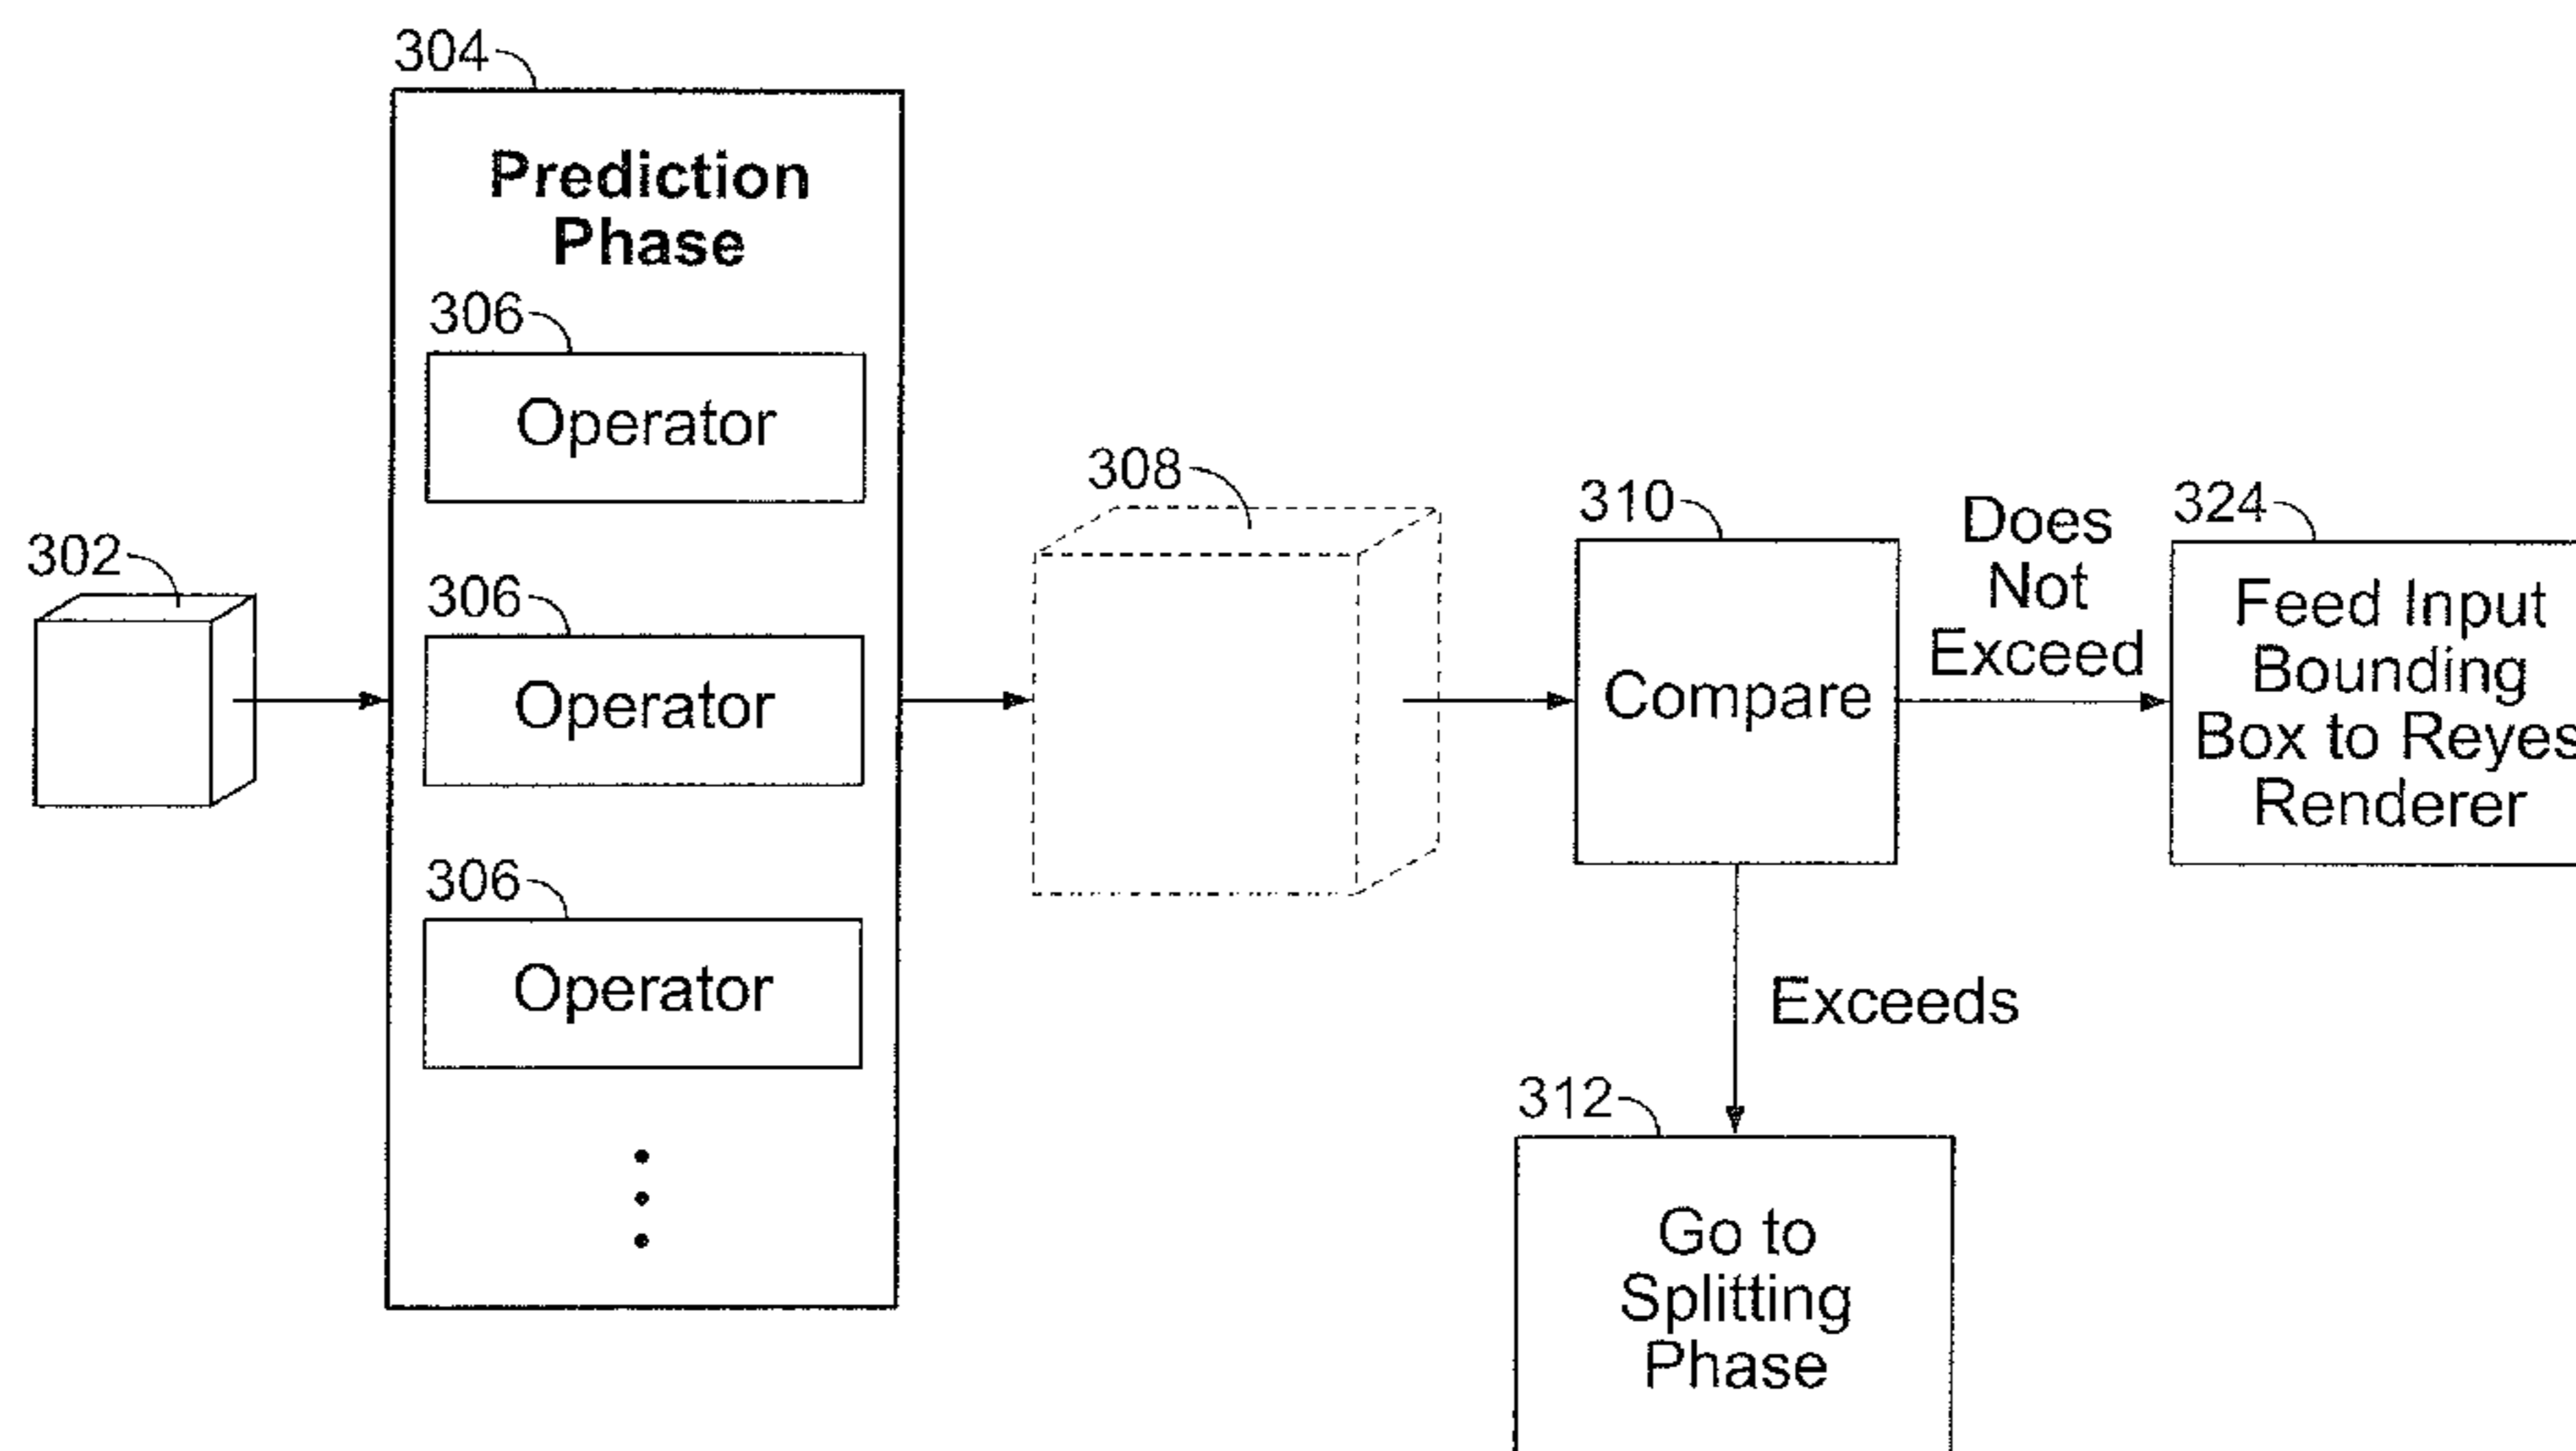 304
Prediction
Phase
306
Operator
306
Operator
306
Operator
302
308
310
Compare
Does
Not
Exceed
324
Feed Input
Bounding
Box to Reyes
Renderer
Exceeds
312
Go to
Splitting
Phase